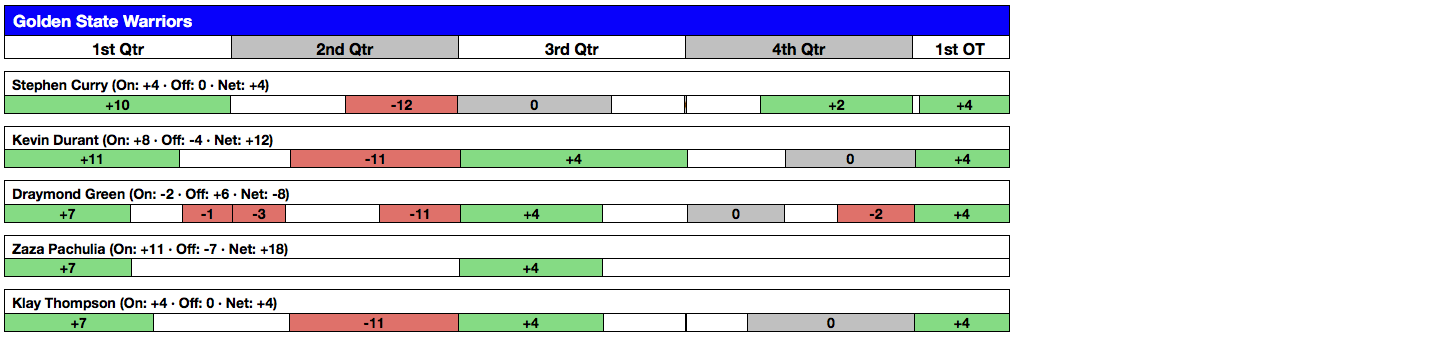 Golden State Warriors
1st Qtr 2nd Qtr 3rd Qtr 4th Qtr 1st OT
Stephen Curry (On: +4 · Off: 0 · Net: +4)
+10 -12 0 +2 +4
Kevin Durant (On: +8 · Off: -4 · Net: +12)
+11 -11 +4 0 +4
Draymond Green (On: -2 · Off: +6 · Net: -8)
+7 -1 -3 -11 +4 0 -2 +4
Zaza Pachulia (On: +11 · Off: -7 · Net: +18)
+7 +4
Klay Thompson (On: +4 · Off: 0 · Net: +4)
+7 -11 +4 0 +4